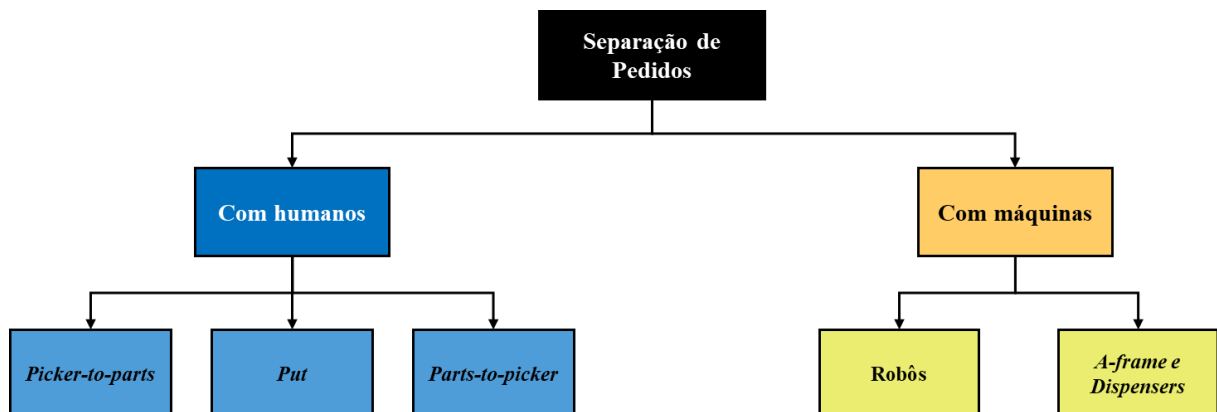 Separação de
Pedidos
Com humanos
Com máquinas
Picker-to-parts
Put
Parts-to-picker
Robôs
A-frame e
Dispensers